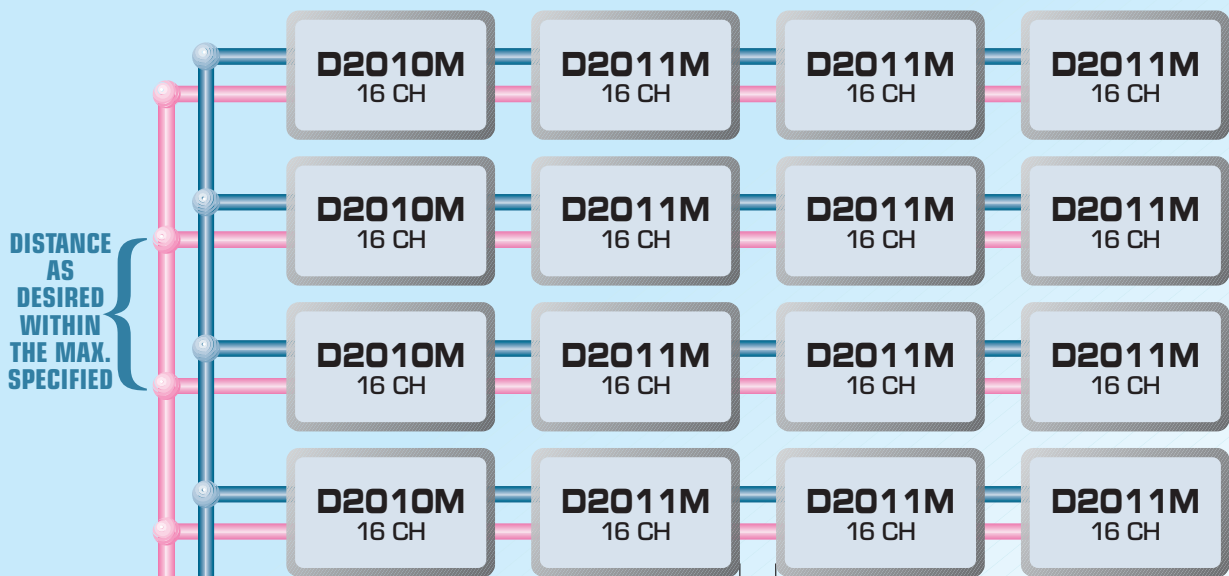 D2010M D2011M D2011M D2011M
16 CH 16 CH 16 CH 16 CH
D2010M D2011M D2011M D2011M
16 CH 16 CH 16 CH 16 CH
DISTANCE
AS
DESIRED
WITHIN
THE MAX.
SPECIFIED
D2010M D2011M D2011M D2011M
16 CH 16 CH 16 CH 16 CH
D2010M D2011M D2011M D2011M
16 CH 16 CH 16 CH 16 CH